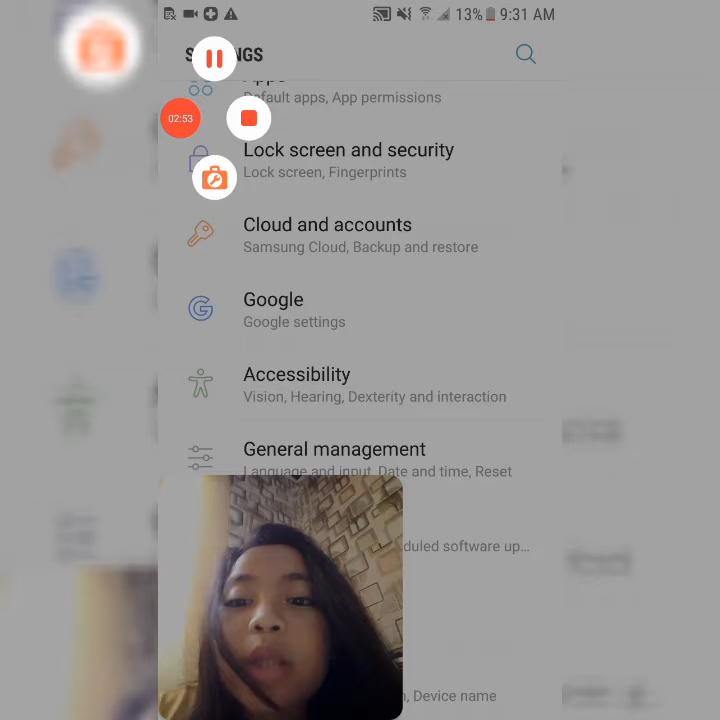 13% 9:31 AM
S NGS
Apps
Default apps, App permissions
02:53
Lock screen and security
Lock screen, Fingerprints
Cloud and accounts
Samsung Cloud, Backup and restore
Google
Google settings
Accessibility
Vision, Hearing, Dexterity and interaction
General management
Language and input, Date and time, Reset
duled software up...
, Device name